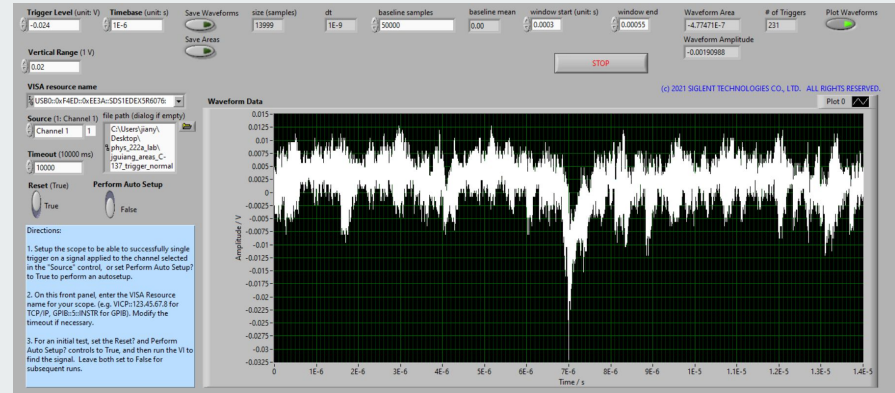 Trigger Level (unit: V) Timebase (unit: s) Save Waveforms size (samples) dt baseline samples baseline mean window start (unit: s) window end Waveform Area # of Triggers Plot Waveforms
-0.024 1E-6 13999 1E-9 50000 0.00 0.0003 0.00055 -4.77471E-7 231
Save Areas Waveform Amplitude
-0.00190988
Vertical Range (1 V)
0.02
STOP
VISA resource name
USB0::0xF4ED::0xEE3A::SDS1EDEX5R6076:
(c) 2021 SIGLENT TECHNOLOGIES CO., LTD. ALL RIGHTS RESERVED.
Waveform Data Plot 0
Source (1: Channel 1) file path (dialog if empty)
Channel 1 1
C:\Users\jiany\
Desktop\
phys_222a_lab\
jguiang_areas_C-
137_trigger_normal
Timeout (10000 ms)
10000
Reset (True) Perform Auto Setup
True False
Directions:
1. Setup the scope to be able to successfully single
trigger on a signal applied to the channel selected
in the "Source" control, or set Perform Auto Setup?
to True to perform an autosetup.
2. On this front panel, enter the VISA Resource
name for your scope. (e.g. VICP::123.45.67.8 for
TCP/IP, GPIB::5::INSTR for GPIB). Modify the
timeout if necessary.
3. For an initial test, set the Reset? and Perform
Auto Setup? controls to True, and then run the VI to
find the signal. Leave both set to False for
subsequent runs.
Amplitude / V
0.015
0.0125
0.01
0.0075
0.005
0.0025
0
-0.0025
-0.005
-0.0075
-0.01
-0.0125
-0.015
-0.0175
-0.02
-0.0225
-0.025
-0.0275
-0.03
-0.0325
0 1E-6 2E-6 3E-6 4E-6 5E-6 6E-6 7E-6 8E-6 9E-6 1E-5 1.1E-5 1.2E-5 1.3E-5 1.4E-5
Time / s